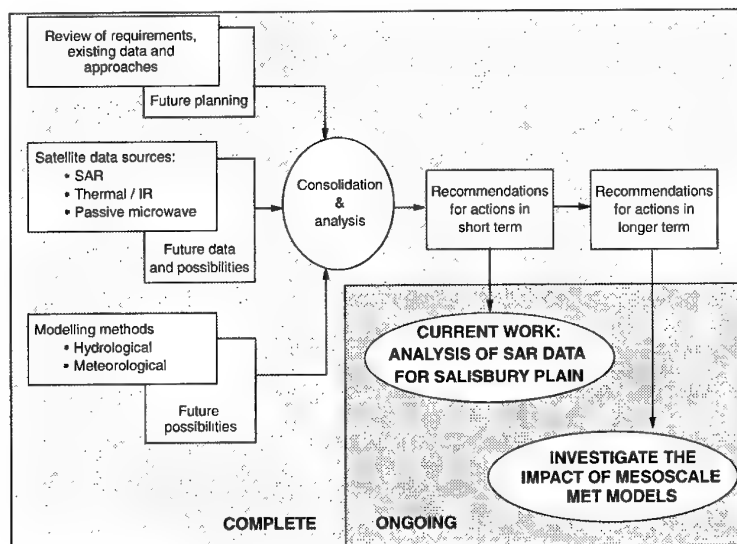 Review of requirements,
existing data and
approaches
Future planning
Satellite data sources:
• SAR
• Thermal / IR
• Passive microwave
Future data
and possibilities
Modelling methods
• Hydrological
• Meteorological
Future
possibilities
Consolidation
&
analysis
Recommendations
for actions in
short term
Recommendations
for actions in
longer term
CURRENT WORK:
ANALYSIS OF SAR DATA
FOR SALISBURY PLAIN
INVESTIGATE THE
IMPACT OF MESOSCALE
MET MODELS
COMPLETE
ONGOING